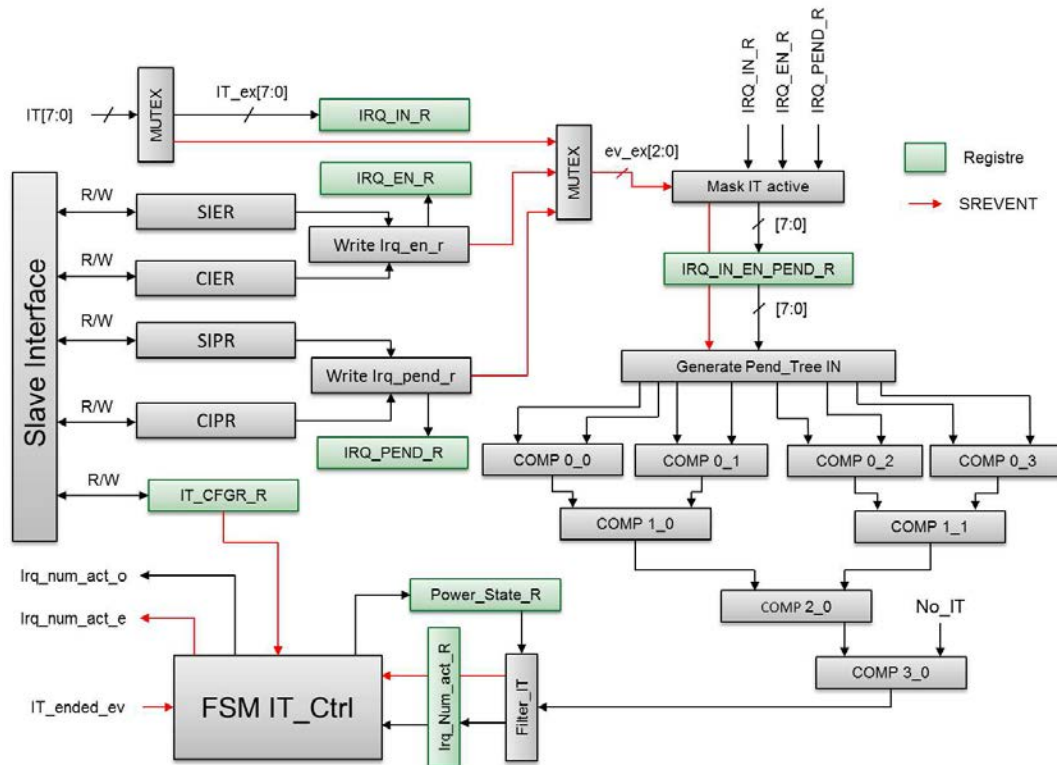 IRQ_IN_R
IRQ_EN_R
IRQ_PEND_R
IT[7:0]
MUTEX
IT_ex[7:0]
IRQ_IN_R
MUTEX
ev_ex[2:0]
Mask IT active
Registre
SREVENT
IRQ_EN_R
Slave Interface
R/W
SIER
Write Irq_en_r
[7:0]
R/W
CIER
IRQ_IN_EN_PEND_R
[7:0]
R/W
SIPR
Write Irq_pend_r
Generate Pend_Tree IN
R/W
CIPR
IRQ_PEND_R
COMP 0_0
COMP 0_1
COMP 0_2
COMP 0_3
R/W
IT_CFGR_R
COMP 1_0
COMP 1_1
Irq_num_act_o
Power_State_R
COMP 2_0
No_IT
Irq_num_act_e
Irq_Num_act_R
Filter_IT
COMP 3_0
IT_ended_ev
FSM IT_Ctrl